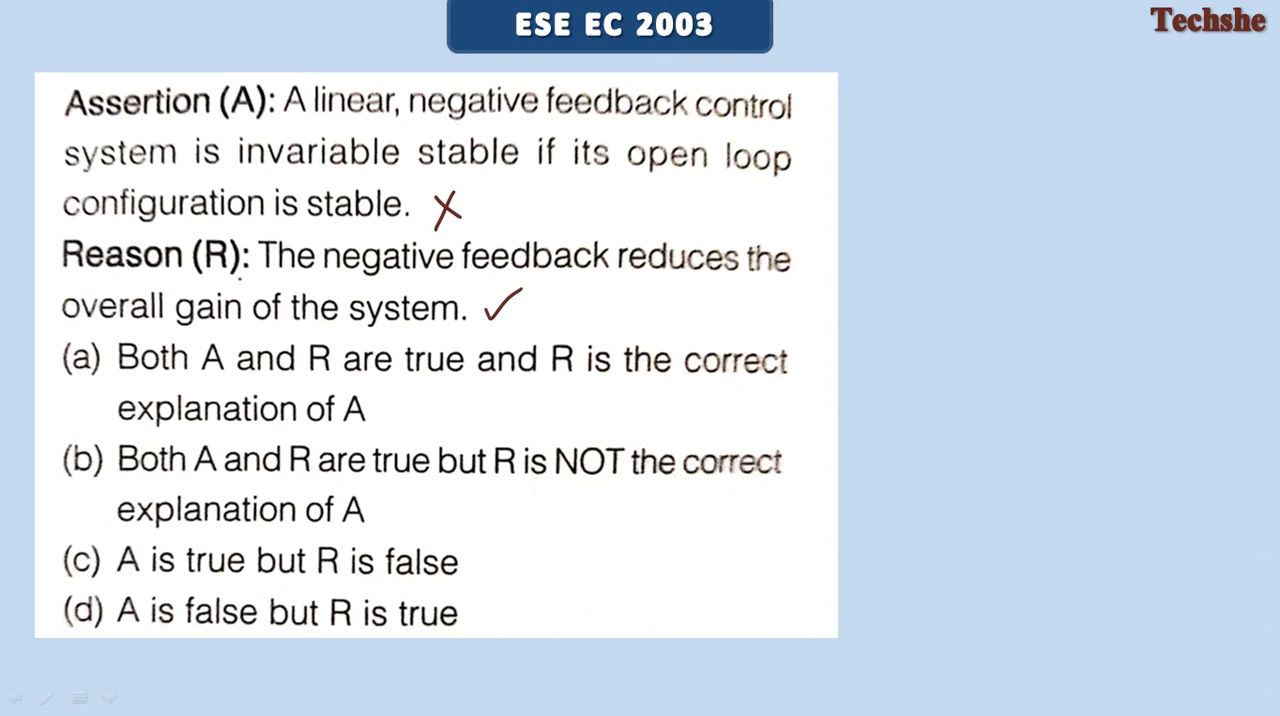 ESE EC 2003
Techshe
Assertion (A): A linear, negative feedback control
system is invariable stable if its open loop
configuration is stable. ✗
Reason (R): The negative feedback reduces the
overall gain of the system. ✓
(a) Both A and R are true and R is the correct
explanation of A
(b) Both A and R are true but R is NOT the correct
explanation of A
(c) A is true but R is false
(d) A is false but R is true